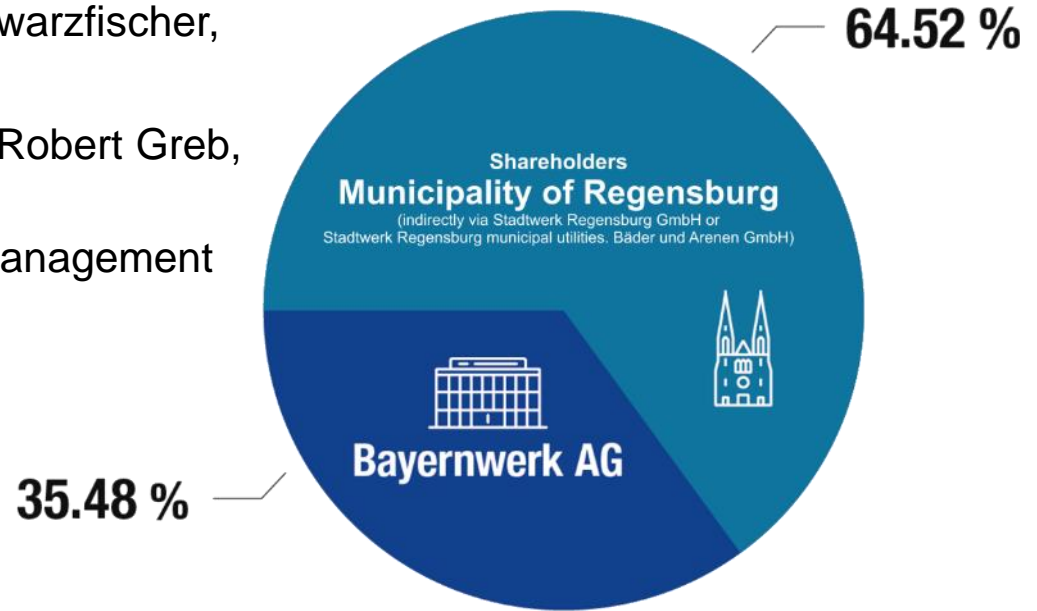 warzfischer,
64.52 %
Robert Greb,
Shareholders
Municipality of Regensburg
(indirectly via Stadtwerk Regensburg GmbH or
Stadtwerk Regensburg municipal utilities. Bäder und Arenen GmbH)
anagement
Bayernwerk AG
35.48 %